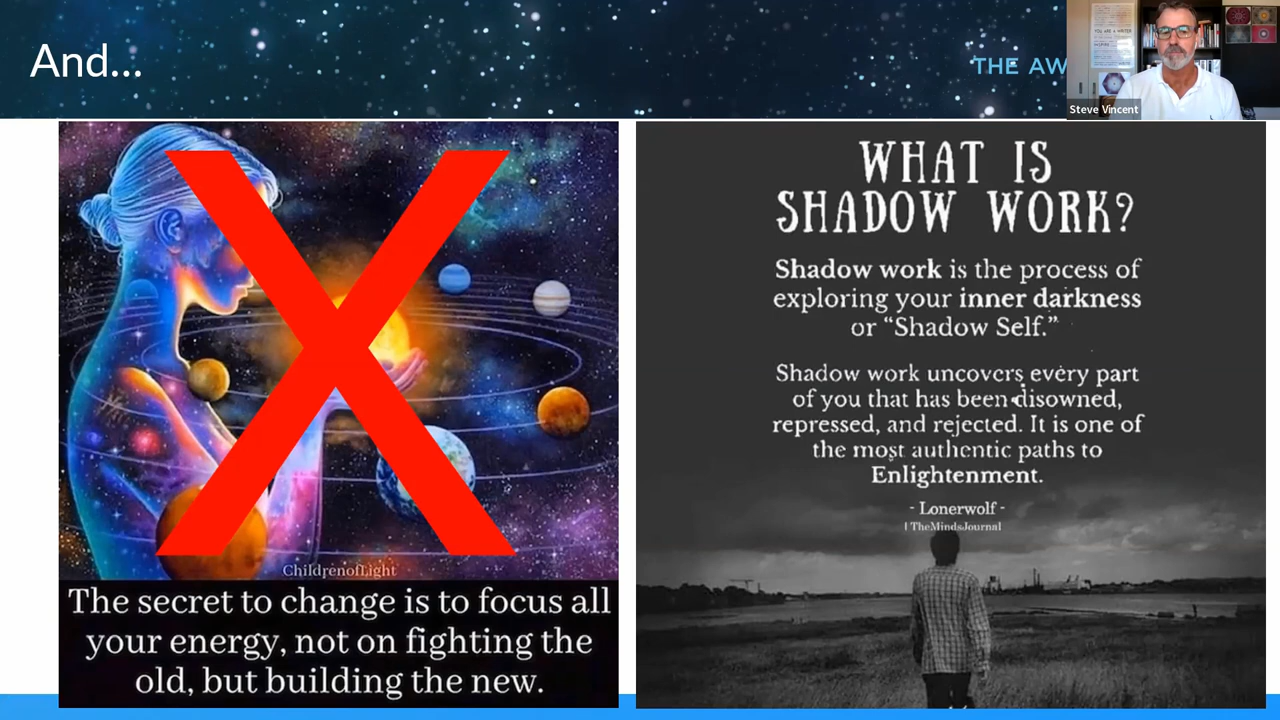 And...
THE AW
Steve Vincent
ChildrenofLight
The secret to change is to focus all
your energy, not on fighting the
old, but building the new.
WHAT IS
SHADOW WORK?
Shadow work is the process of
exploring your inner darkness
or “Shadow Self.”
Shadow work uncovers every part
of you that has been disowned,
repressed, and rejected. It is one of
the most authentic paths to
Enlightenment.
- Lonerwolf -
| TheMindsJournal